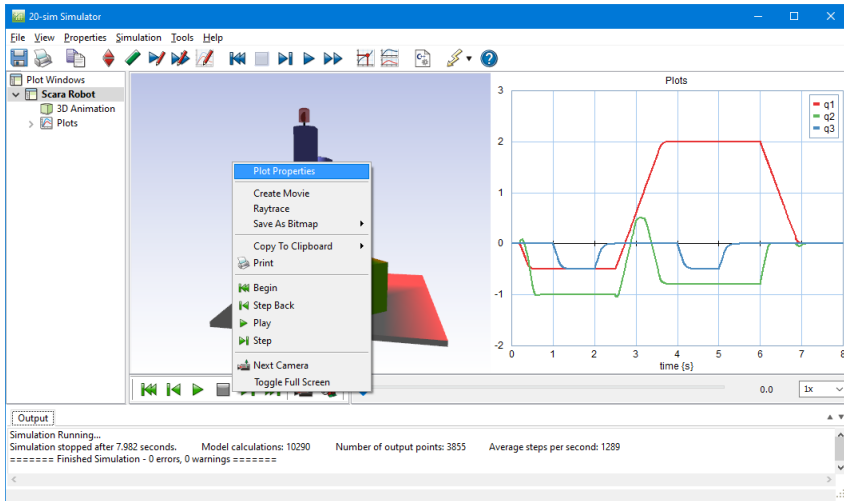 20-sim Simulator
File View Properties Simulation Tools Help
Plot Windows
Scara Robot
3D Animation
Plots
Plot Properties
Create Movie
Raytrace
Save As Bitmap
Copy To Clipboard
Print
Begin
Step Back
Play
Step
Next Camera
Toggle Full Screen
Plots
q1
q2
q3
3
2
1
0
-1
-2
0 1 2 3 4 5 6 7 8
time {s}
0.0 1x
Output
Simulation Running...
Simulation stopped after 7.982 seconds. Model calculations: 10290 Number of output points: 3855 Average steps per second: 1289
======= Finished Simulation - 0 errors, 0 warnings =======